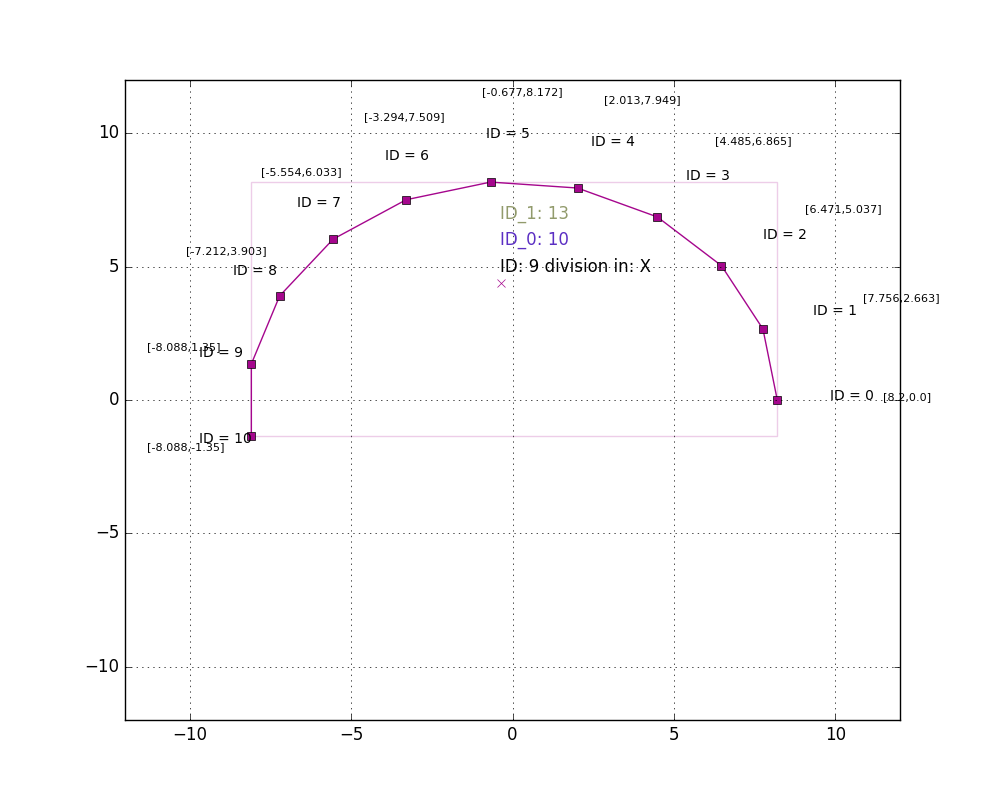 [-0.677,8.172]
[2.013,7.949]
[-3.294,7.509]
10
ID = 5
ID = 4
[4.485,6.865]
ID = 6
[-5.554,6.033]
ID = 3
ID = 7
[6.471,5.037]
ID_1: 13
ID = 2
ID_0: 10
[-7.212,3.903]
5
ID = 8
ID: 9 division in: X
[7.756,2.663]
ID = 1
[-8.088,1.35]
ID = 9
0
ID = 0
[8.2,0.0]
ID = 10
[-8.088,-1.35]
−5
−10
−10
−5
0
5
10